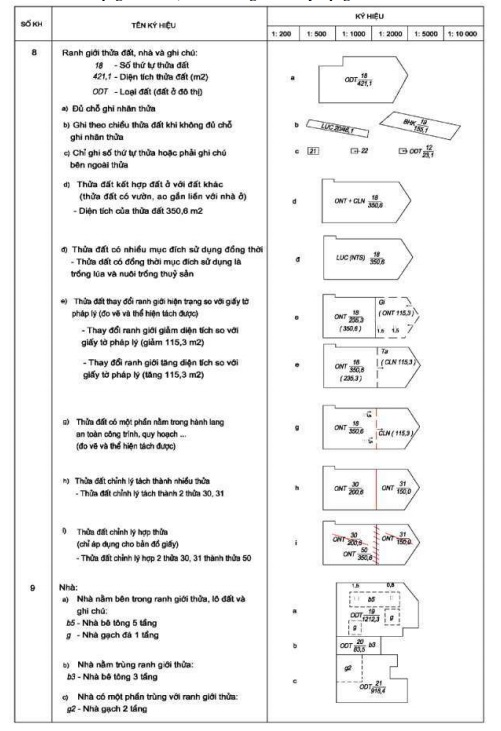 SỐ KH
TÊN KÝ HIỆU
KÝ HIỆU
1: 200
1: 500
1: 1000
1: 2000
1: 5000
1: 10 000
8
Ranh giới thửa đất, nhà và ghi chú:
18 - Số thứ tự thửa đất
421,1 - Diện tích thửa đất (m2)
ODT - Loại đất (đất ở đô thị)
a) Đủ chỗ ghi nhãn thửa
b) Ghi theo chiều thửa đất khi không đủ chỗ
ghi nhãn thửa
c) Chỉ ghi số thứ tự thửa hoặc phải ghi chú
bên ngoài thửa
d) Thửa đất kết hợp đất ở với đất khác
(thửa đất có vườn, ao gắn liền với nhà ở)
- Diện tích của thửa đất 350,6 m2
đ) Thửa đất có nhiều mục đích sử dụng đồng thời
- Thửa đất có đồng thời mục đích sử dụng là
trồng lúa và nuôi trồng thuỷ sản
e) Thửa đất thay đổi ranh giới hiện trạng so với giấy tờ
pháp lý (đo vẽ và thể hiện tách được)
- Thay đổi ranh giới giảm diện tích so với
giấy tờ pháp lý (giảm 115,3 m2)
- Thay đổi ranh giới tăng diện tích so với
giấy tờ pháp lý (tăng 115,3 m2)
g) Thửa đất có một phần nằm trong hành lang
an toàn công trình, quy hoạch ...
(đo vẽ và thể hiện tách được)
h) Thửa đất chỉnh lý tách thành nhiều thửa
- Thửa đất chỉnh lý tách thành 2 thửa 30, 31
i) Thửa đất chỉnh lý hợp thửa
(chỉ áp dụng cho bản đồ giấy)
- Thửa đất chỉnh lý hợp 2 thửa 30, 31 thành thửa 50
a
ODT 18
421,1
b
LUC 2046,1
BHK 19
155,1
c
21
22
ODT 12
25,1
d
ONT + CLN 18
350,6
đ
LUC (NTS) 18
350,6
e
ONT 18
235,3
( 350,6 )
Gi
( ONT 115,3 )
1,5 1,5
e
ONT 18
350,6
( 235,3 )
Ta
( CLN 115,3 )
g
ONT 18
350,6
CLN ( 115,3 )
h
ONT 30
200,6
ONT 31
150,0
i
ONT 30
200,6
ONT 31
150,0
ONT 50
350,6
9
Nhà:
a) Nhà nằm bên trong ranh giới thửa, lô đất và
ghi chú:
b5 - Nhà bê tông 5 tầng
g - Nhà gạch đá 1 tầng
b) Nhà nằm trùng ranh giới thửa:
b3 - Nhà bê tông 3 tầng
c) Nhà có một phần trùng với ranh giới thửa:
g2 - Nhà gạch 2 tầng
1,5
0,5
a
b5
ODT 19
1212,3
g
g
b
ODT 20
83,5
b3
g2
c
ODT 21
915,4